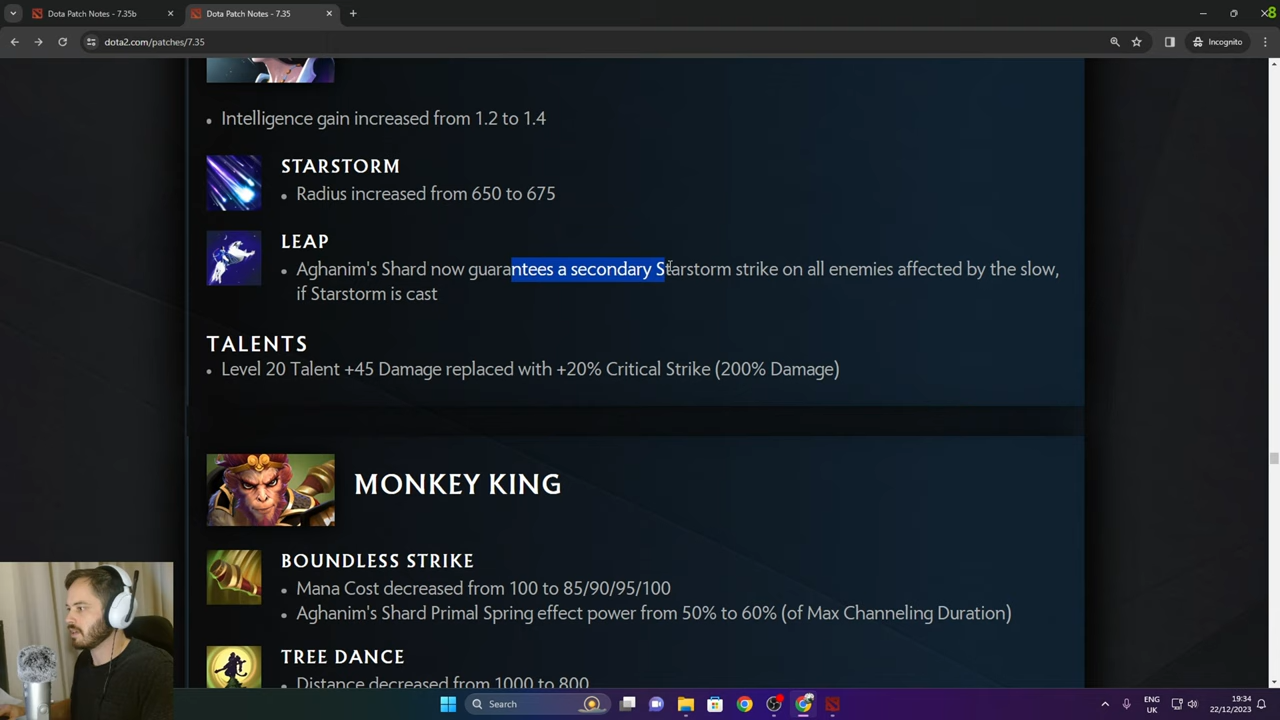 Dota Patch Notes - 7.35b
Dota Patch Notes - 7.35
8
dota2.com/patches/7.35
Incognito
Intelligence gain increased from 1.2 to 1.4
STARSTORM
Radius increased from 650 to 675
LEAP
Aghanim's Shard now guarantees a secondary Starstorm strike on all enemies affected by the slow,
if Starstorm is cast
TALENTS
Level 20 Talent +45 Damage replaced with +20% Critical Strike (200% Damage)
MONKEY KING
BOUNDLESS STRIKE
Mana Cost decreased from 100 to 85/90/95/100
Aghanim's Shard Primal Spring effect power from 50% to 60% (of Max Channeling Duration)
TREE DANCE
Distance decreased from 1000 to 800
Search
ENG
UK
19:34
22/12/2023